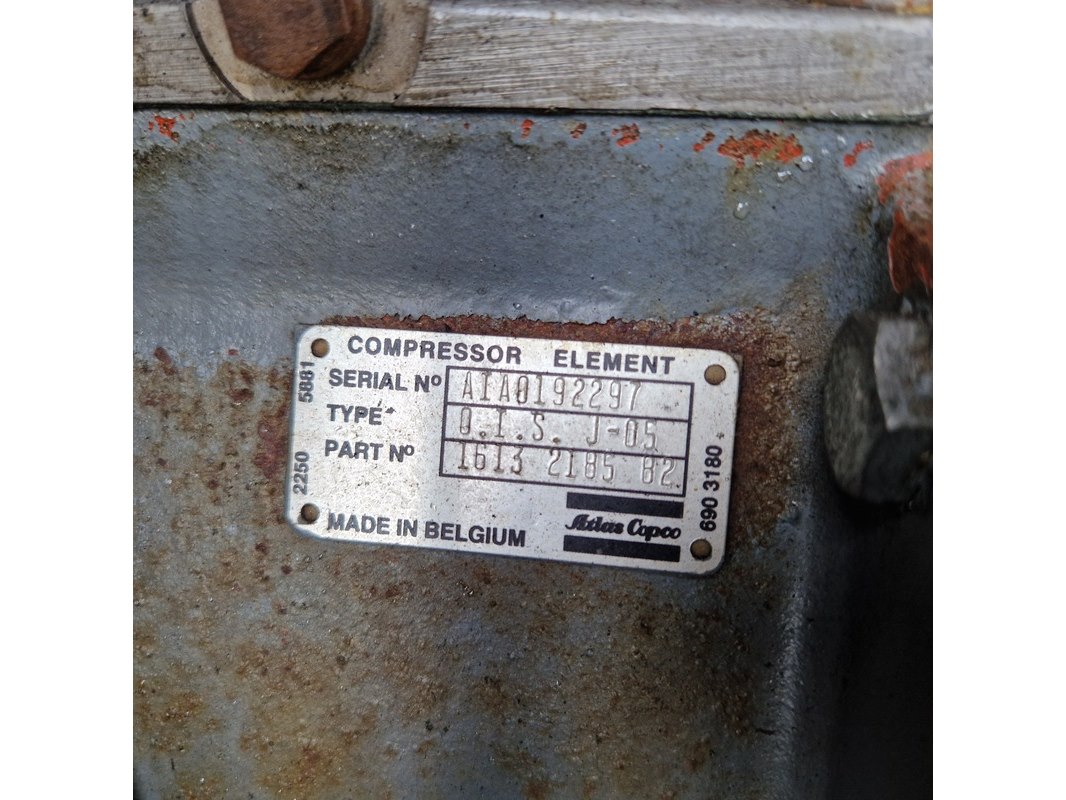 COMPRESSOR ELEMENT
SERIAL Nº AIA0192297
TYPE O.I.S. J-05
PART Nº 1613 2185 82
MADE IN BELGIUM
Atlas Copco
2250 5881
690 3180